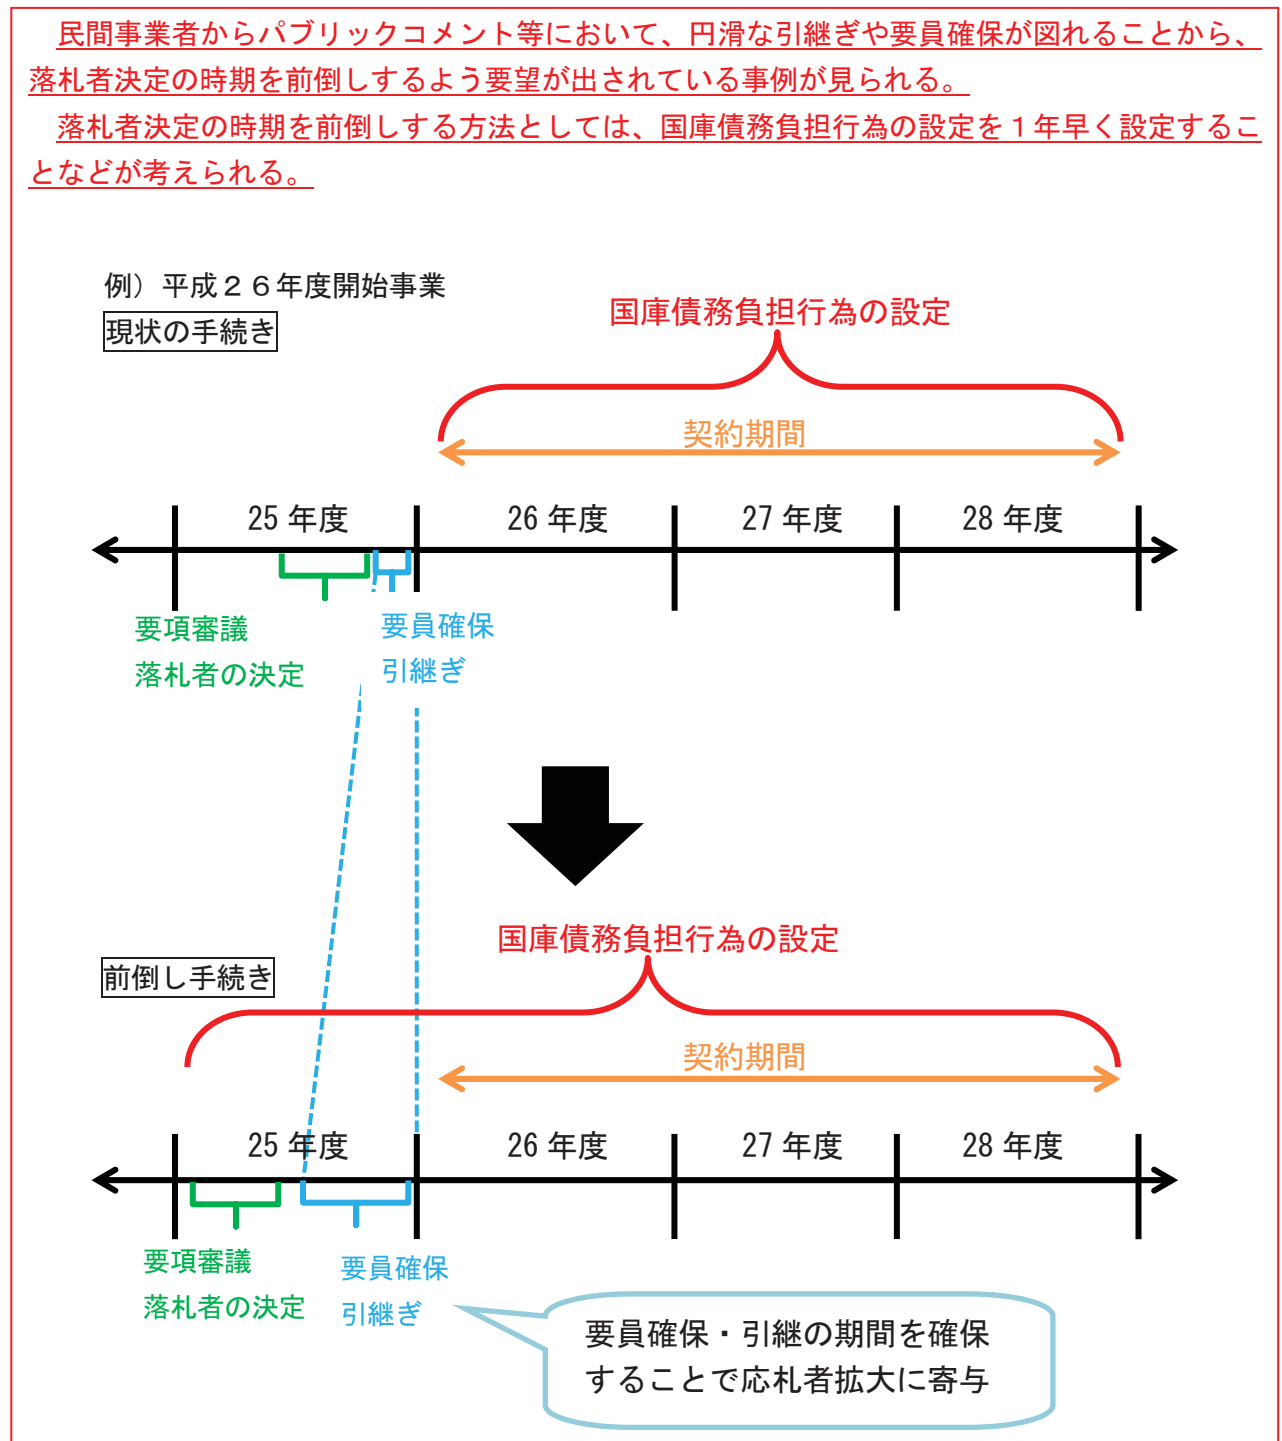 民間事業者からパブリックコメント等において、円滑な引継ぎや要員確保が図れることから、
落札者決定の時期を前倒しするよう要望が出されている事例が見られる。
落札者決定の時期を前倒しする方法としては、国庫債務負担行為の設定を１年早く設定するこ
となどが考えられる。
例）平成２６年度開始事業
現状の手続き
国庫債務負担行為の設定
契約期間
25 年度
26 年度
27 年度
28 年度
要項審議
落札者の決定
要員確保
引継ぎ
国庫債務負担行為の設定
前倒し手続き
契約期間
25 年度
26 年度
27 年度
28 年度
要項審議
落札者の決定
要員確保
引継ぎ
要員確保・引継の期間を確保
することで応札者拡大に寄与